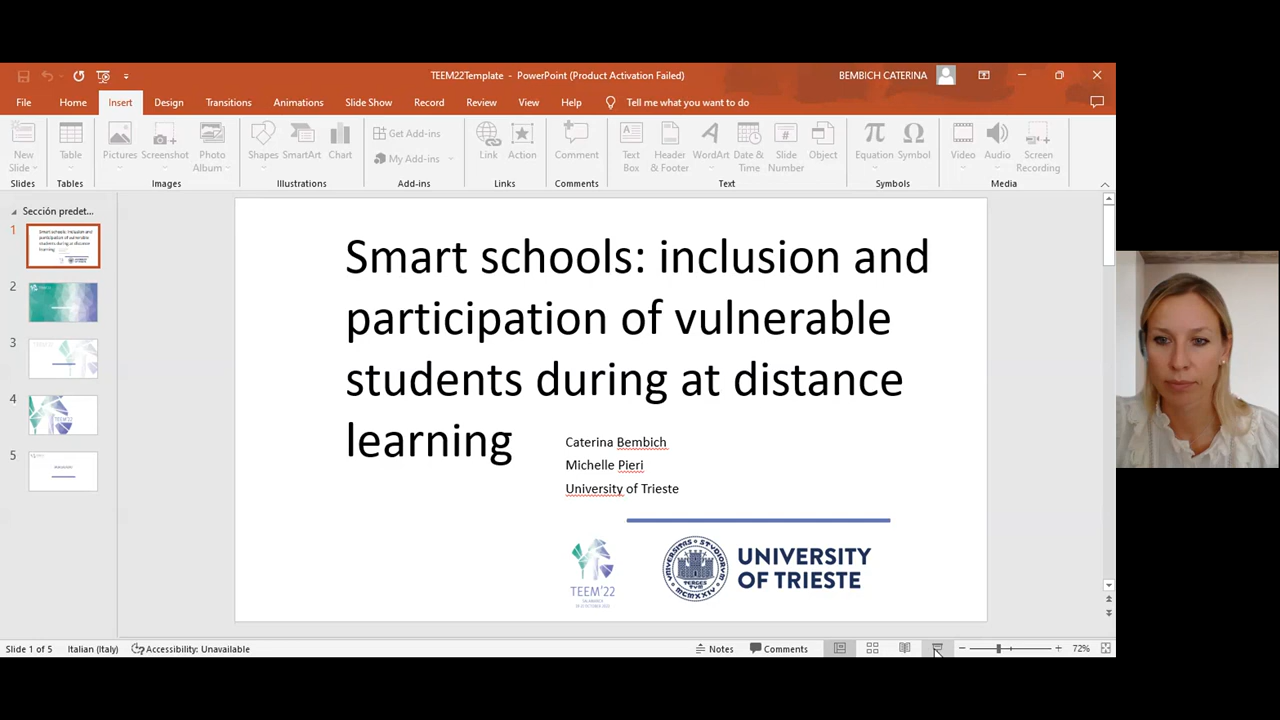 TEEM22Template - PowerPoint (Product Activation Failed)
BEMBICH CATERINA
File Home Insert Design Transitions Animations Slide Show Record Review View Help Tell me what you want to do
New Slide
Table
Pictures
Screenshot
Photo Album
Shapes
SmartArt
Chart
Get Add-ins
My Add-ins
Link
Action
Comment
Text Box
Header & Footer
WordArt
Date & Time
Slide Number
Object
Equation
Symbol
Video
Audio
Screen Recording
Slides Tables Images Illustrations Add-ins Links Comments Text Symbols Media
Sección predet...
1
2
3
4
5
Smart schools: inclusion and
participation of vulnerable
students during at distance
learning
Caterina Bembich
Michelle Pieri
University of Trieste
TEEM'22
UNIVERSITY
OF TRIESTE
Slide 1 of 5 Italian (Italy) Accessibility: Unavailable Notes Comments 72%